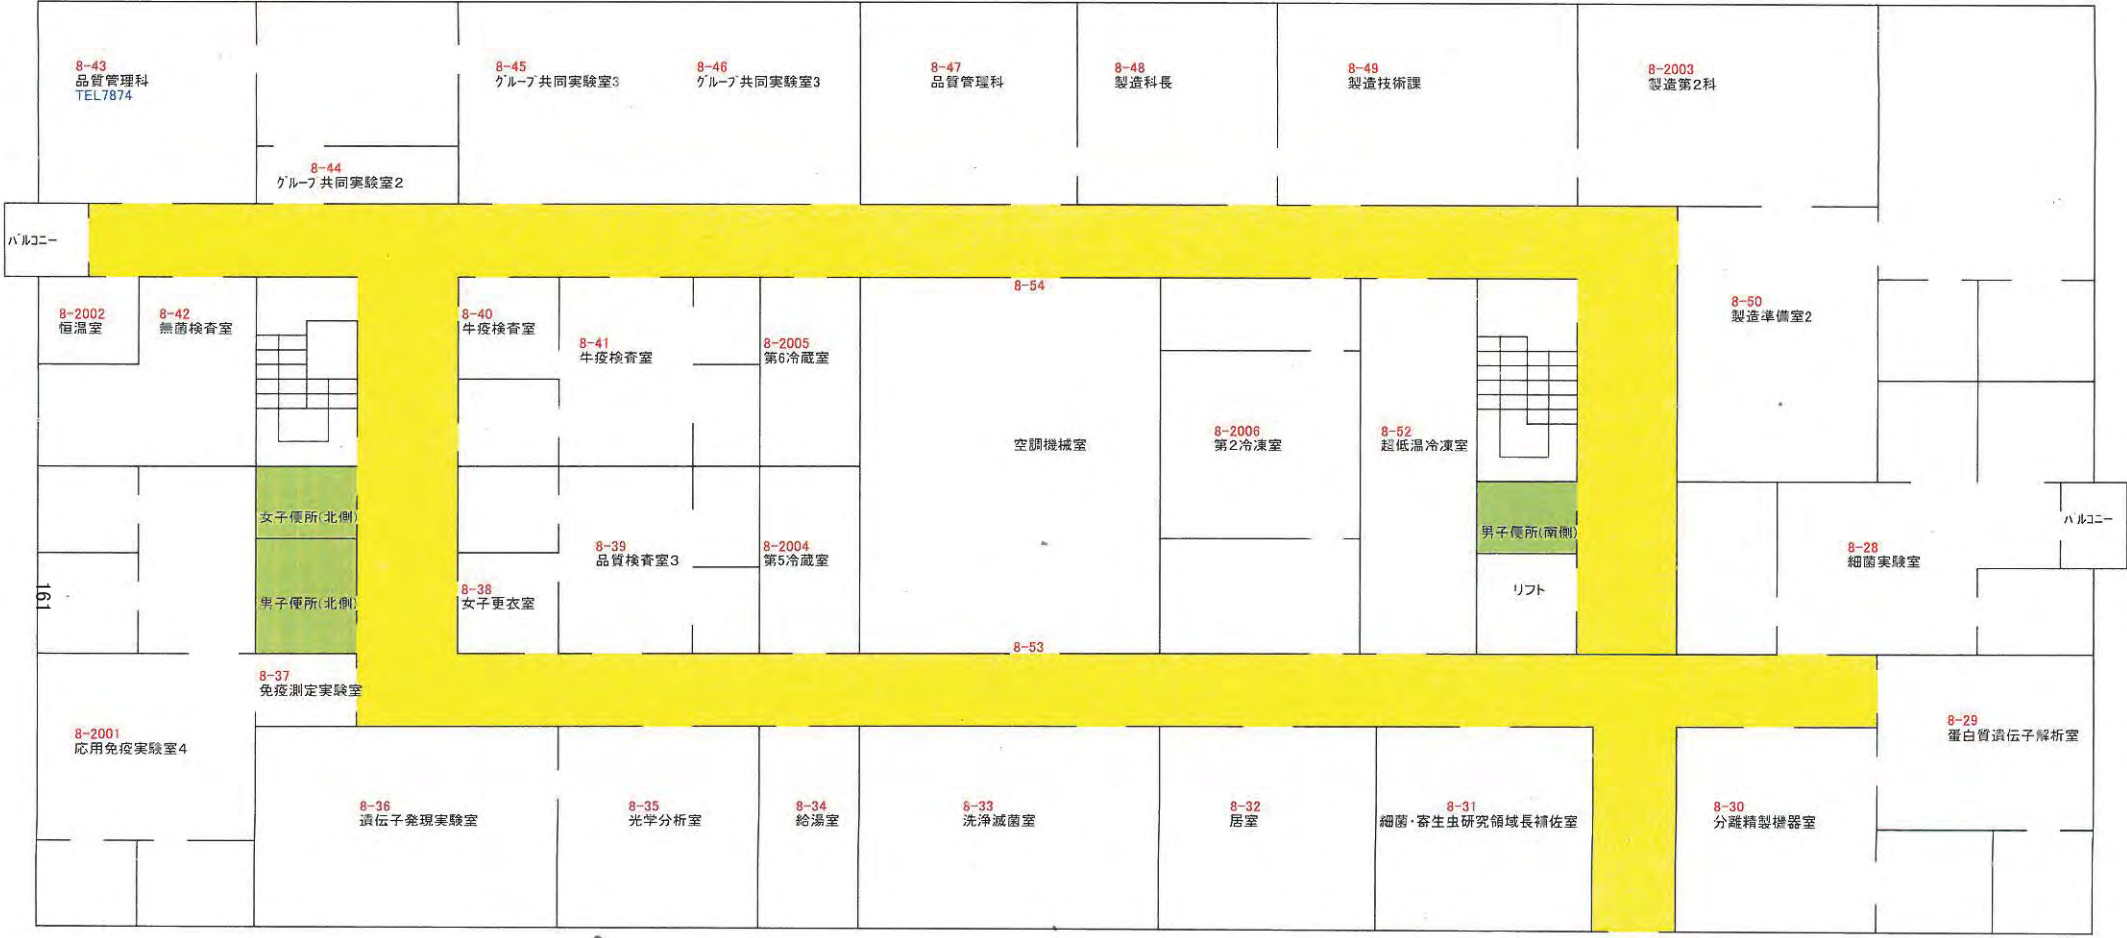 8-43
品質管理科
TEL7874
8-44
グループ共同実験室2
8-45
グループ共同実験室3
8-46
グループ共同実験室3
8-47
品質管理科
8-48
製造科長
8-49
製造技術課
8-2003
製造第2科
バルコニー
8-2002
恒温室
8-42
無菌検査室
8-40
牛疫検査室
8-41
牛疫検査室
8-2005
第6冷蔵室
8-54
空調機械室
8-2006
第2冷凍室
8-52
超低温冷凍室
8-50
製造準備室2
女子便所(北側)
男子便所(北側)
8-39
品質検査室3
8-2004
第5冷蔵室
8-38
女子更衣室
8-53
男子便所(南側)
リフト
8-28
細菌実験室
バルコニー
161
8-37
免疫測定実験室
8-2001
応用免疫実験室4
8-36
遺伝子発現実験室
8-35
光学分析室
8-34
給湯室
8-33
洗浄滅菌室
8-32
居室
8-31
細菌・寄生虫研究領域長補佐室
8-30
分離精製機器室
8-29
蛋白質遺伝子解析室